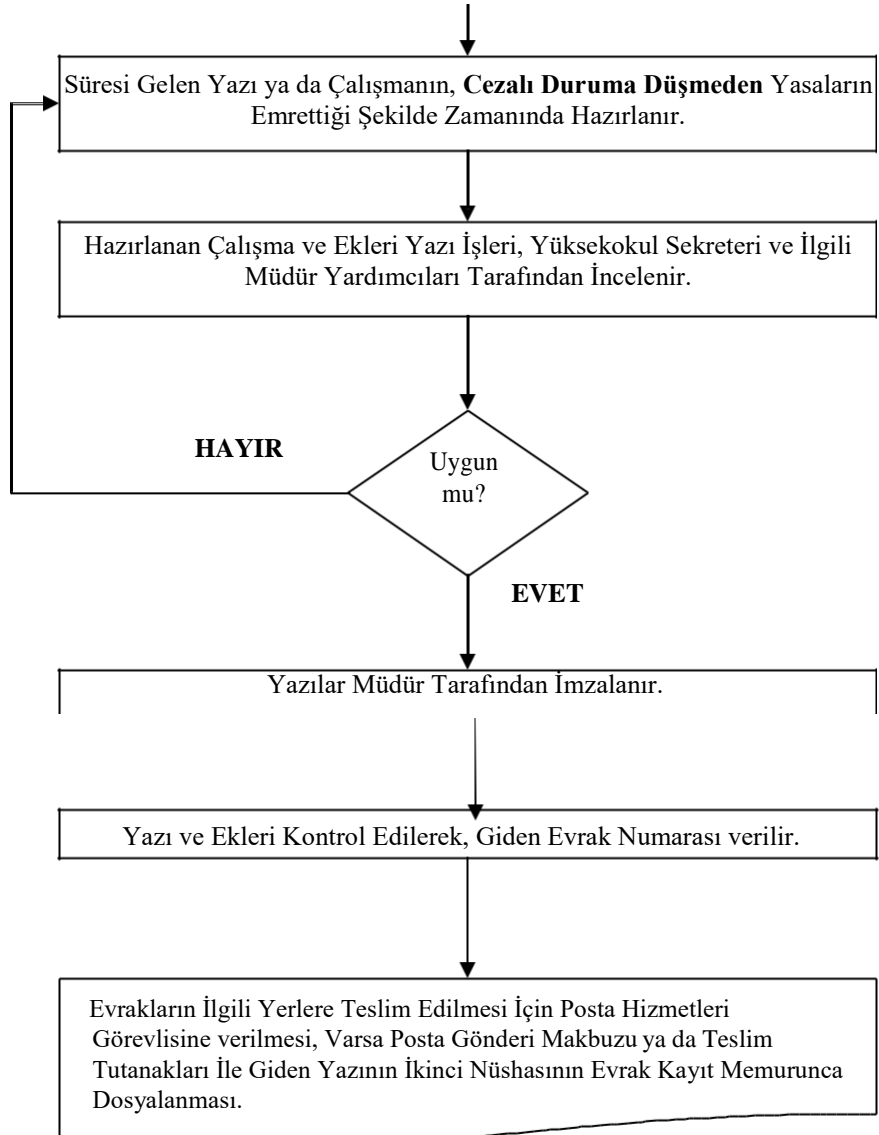 Süresi Gelen Yazı ya da Çalışmanın, Cezalı Duruma Düşmeden Yasaların
Emrettiği Şekilde Zamanında Hazırlanır.
Hazırlanan Çalışma ve Ekleri Yazı İşleri, Yüksekokul Sekreteri ve İlgili
Müdür Yardımcıları Tarafından İncelenir.
HAYIR
Uygun
mu?
EVET
Yazılar Müdür Tarafından İmzalanır.
Yazı ve Ekleri Kontrol Edilerek, Giden Evrak Numarası verilir.
Evrakların İlgili Yerlere Teslim Edilmesi İçin Posta Hizmetleri
Görevlisine verilmesi, Varsa Posta Gönderi Makbuzu ya da Teslim
Tutanakları İle Giden Yazının İkinci Nüshasının Evrak Kayıt Memurunca
Dosyalanması.